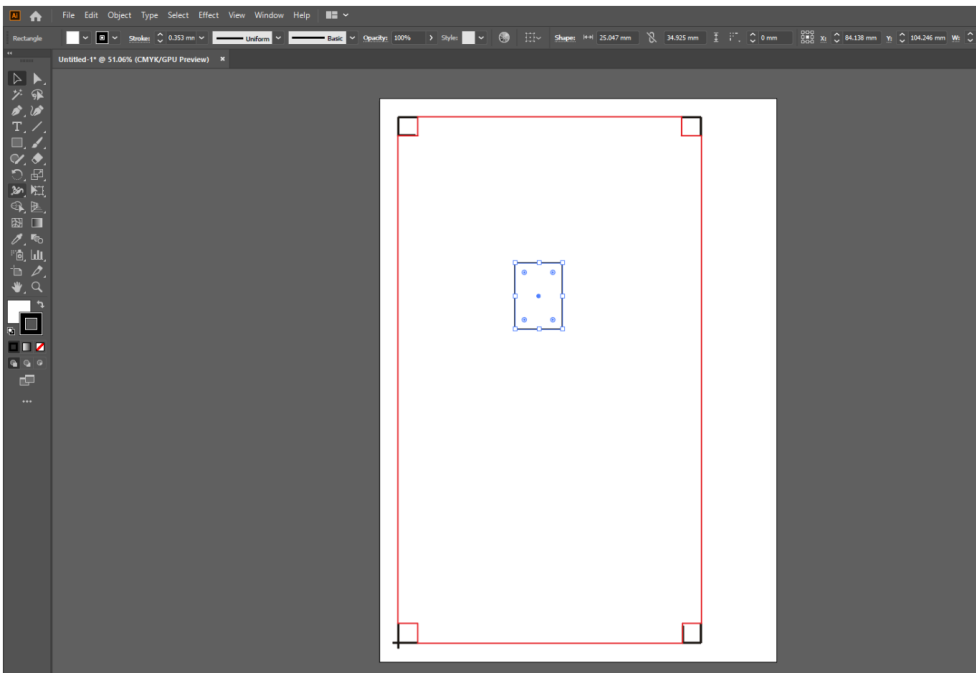 Ai File Edit Object Type Select Effect View Window Help
Rectangle Stroke: 0.353 mn Uniform Basic Opacity: 100% Style: Shape: 25.047 mm 34.925 mm 0 mm X: 84.138 mm Y: 104.246 mm W:
Untitled-1* @ 51.06% (CMYK/GPU Preview) ×